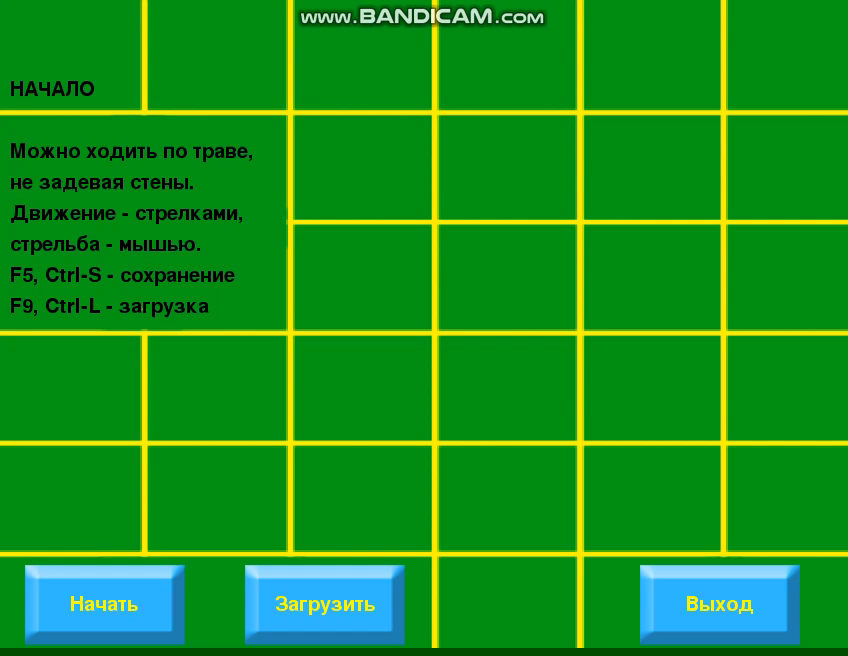 www.BANDICAM.com
НАЧАЛО
Можно ходить по траве,
не задевая стены.
Движение - стрелками,
стрельба - мышью.
F5, Ctrl-S - сохранение
F9, Ctrl-L - загрузка
Начать
Загрузить
Выход